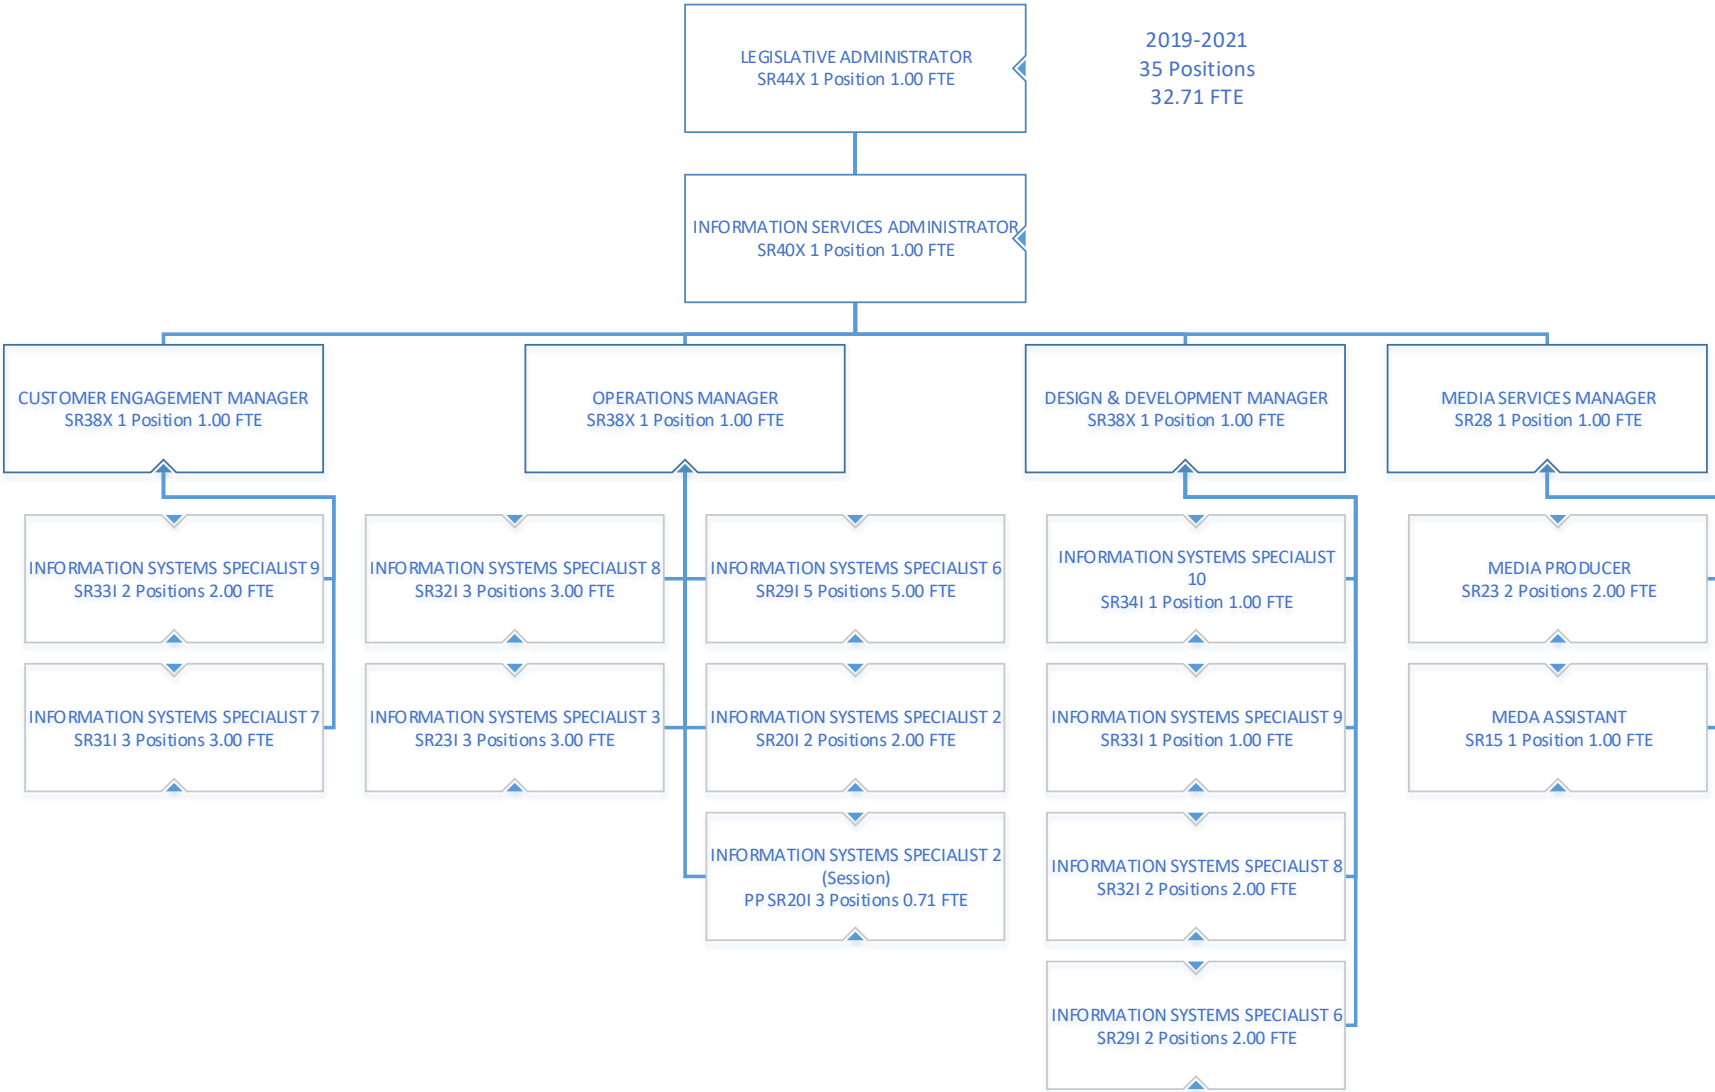 LEGISLATIVE ADMINISTRATOR
SR44X 1 Position 1.00 FTE
2019-2021
35 Positions
32.71 FTE
INFORMATION SERVICES ADMINISTRATOR
SR40X 1 Position 1.00 FTE
CUSTOMER ENGAGEMENT MANAGER
SR38X 1 Position 1.00 FTE
OPERATIONS MANAGER
SR38X 1 Position 1.00 FTE
DESIGN & DEVELOPMENT MANAGER
SR38X 1 Position 1.00 FTE
MEDIA SERVICES MANAGER
SR28 1 Position 1.00 FTE
INFORMATION SYSTEMS SPECIALIST 9
SR33I 2 Positions 2.00 FTE
INFORMATION SYSTEMS SPECIALIST 8
SR32I 3 Positions 3.00 FTE
INFORMATION SYSTEMS SPECIALIST 6
SR29I 5 Positions 5.00 FTE
INFORMATION SYSTEMS SPECIALIST
10
SR34I 1 Position 1.00 FTE
MEDIA PRODUCER
SR23 2 Positions 2.00 FTE
INFORMATION SYSTEMS SPECIALIST 7
SR31I 3 Positions 3.00 FTE
INFORMATION SYSTEMS SPECIALIST 3
SR23I 3 Positions 3.00 FTE
INFORMATION SYSTEMS SPECIALIST 2
SR20I 2 Positions 2.00 FTE
INFORMATION SYSTEMS SPECIALIST 9
SR33I 1 Position 1.00 FTE
MEDA ASSISTANT
SR15 1 Position 1.00 FTE
INFORMATION SYSTEMS SPECIALIST 2
(Session)
PP SR20I 3 Positions 0.71 FTE
INFORMATION SYSTEMS SPECIALIST 8
SR32I 2 Positions 2.00 FTE
INFORMATION SYSTEMS SPECIALIST 6
SR29I 2 Positions 2.00 FTE